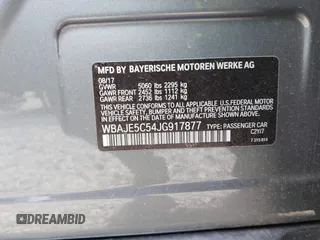 MFD BY BAYERISCHE MOTOREN WERKE AG
08/17
GVWR 5060 lbs 2295 kg
GAWR FRONT 2452 lbs 1112 kg
GAWR REAR 2736 lbs 1241 kg
THIS VEHICLE CONFORMS TO ALL APPLICABLE
U.S. FEDERAL MOTOR VEHICLE SAFETY,
BUMPER, AND THEFT PREVENTION
STANDARDS IN EFFECT ON THE DATE OF
MANUFACTURE SHOWN ABOVE.
WBAJE5C54JG917877 TYPE: PASSENGER CAR
DREAMBID